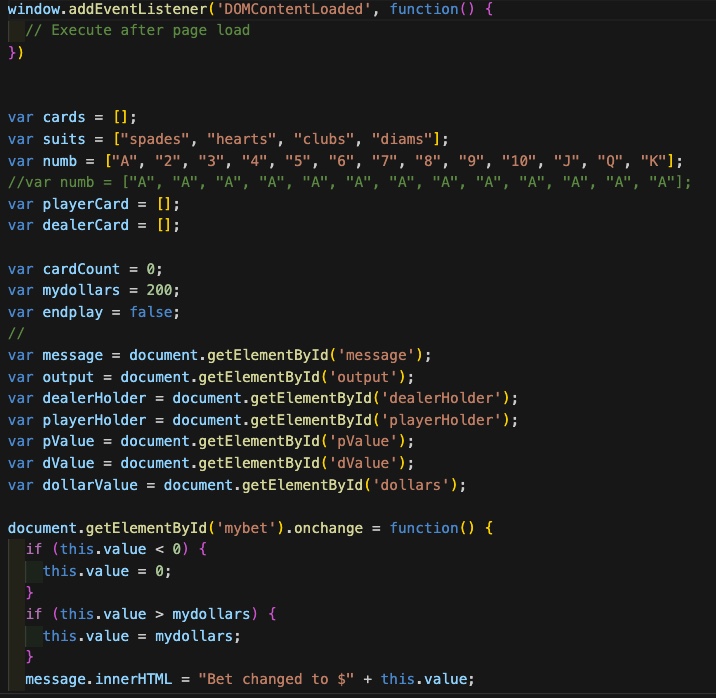 window.addEventListener('DOMContentLoaded', function() {
  // Execute after page load
})
var cards = [];
var suits = ["spades", "hearts", "clubs", "diams"];
var numb = ["A", "2", "3", "4", "5", "6", "7", "8", "9", "10", "J", "Q", "K"];
//var numb = ["A", "A", "A", "A", "A", "A", "A", "A", "A", "A", "A", "A", "A"];
var playerCard = [];
var dealerCard = [];
var cardCount = 0;
var mydollars = 200;
var endplay = false;
//
var message = document.getElementById('message');
var output = document.getElementById('output');
var dealerHolder = document.getElementById('dealerHolder');
var playerHolder = document.getElementById('playerHolder');
var pValue = document.getElementById('pValue');
var dValue = document.getElementById('dValue');
var dollarValue = document.getElementById('dollars');
document.getElementById('mybet').onchange = function() {
  if (this.value < 0) {
    this.value = 0;
  }
  if (this.value > mydollars) {
    this.value = mydollars;
  }
  message.innerHTML = "Bet changed to $" + this.value;